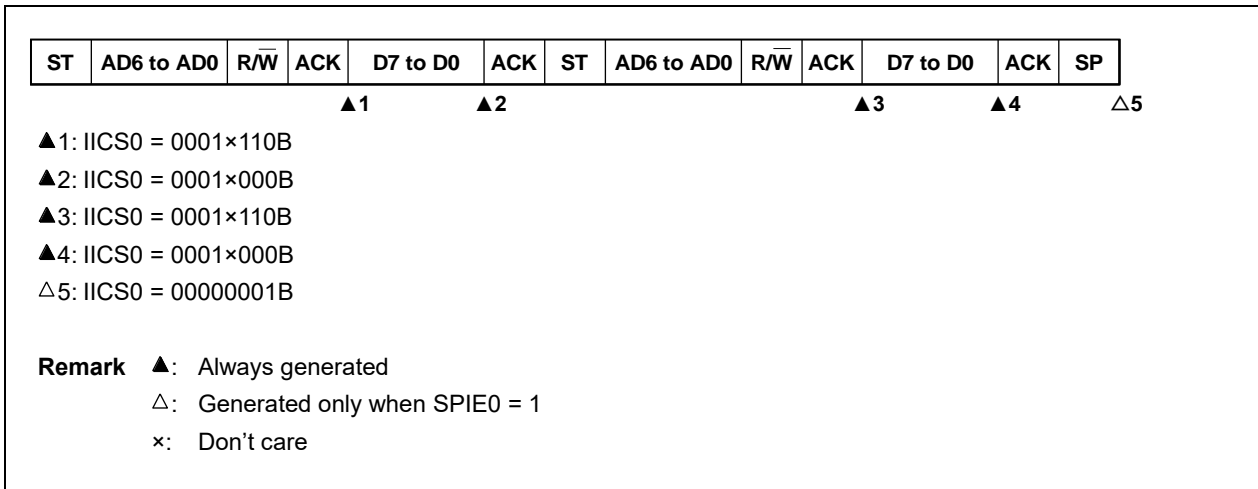 ST AD6 to AD0 R/W̅ ACK D7 to D0 ACK ST AD6 to AD0 R/W̅ ACK D7 to D0 ACK SP
▲1 ▲2 ▲3 ▲4 △5
▲1: IICS0 = 0001×110B
▲2: IICS0 = 0001×000B
▲3: IICS0 = 0001×110B
▲4: IICS0 = 0001×000B
△5: IICS0 = 00000001B
Remark ▲: Always generated
△: Generated only when SPIE0 = 1
×: Don’t care